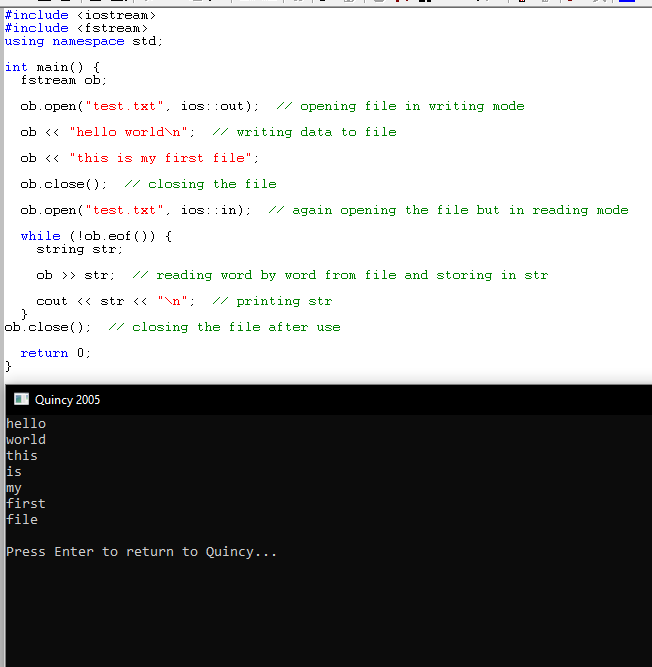 #include <iostream>
#include <fstream>
using namespace std;
int main() {
fstream ob;
ob.open("test.txt", ios::out);  // opening file in writing mode
ob << "hello world\n";  // writing data to file
ob << "this is my first file";
ob.close();  // closing the file
ob.open("test.txt", ios::in);  // again opening the file but in reading mode
while (!ob.eof()) {
string str;
ob >> str;  // reading word by word from file and storing in str
cout << str << "\n";  // printing str
}
ob.close();  // closing the file after use
return 0;
}
Quincy 2005
hello
world
this
is
my
first
file
Press Enter to return to Quincy...